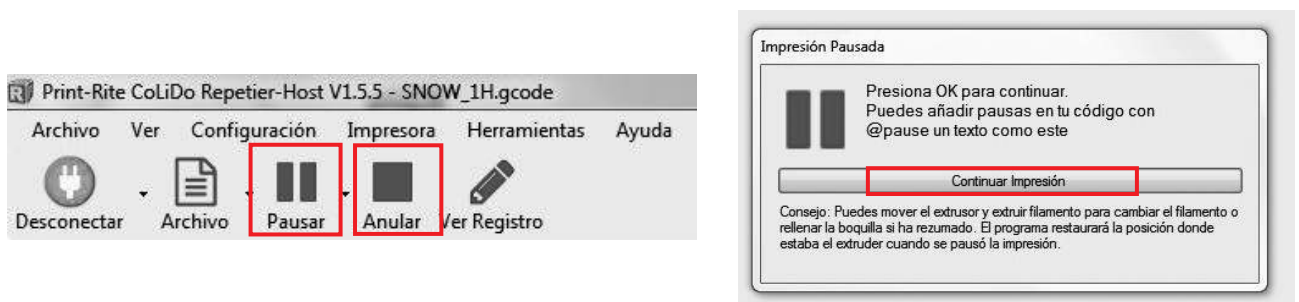 Print-Rite CoLiDo Repetier-Host V1.5.5 - SNOW_1H.gcode
Archivo Ver Configuración Impresora Herramientas Ayuda
Desconectar Archivo Pausar Anular Ver Registro
Impresión Pausada
Presiona OK para continuar.
Puedes añadir pausas en tu código con
@pause un texto como este
Continuar Impresión
Consejo: Puedes mover el extrusor y extruir filamento para cambiar el filamento o
rellenar la boquilla si ha rezumado. El programa restaurará la posición donde
estaba el extruder cuando se pausó la impresión.